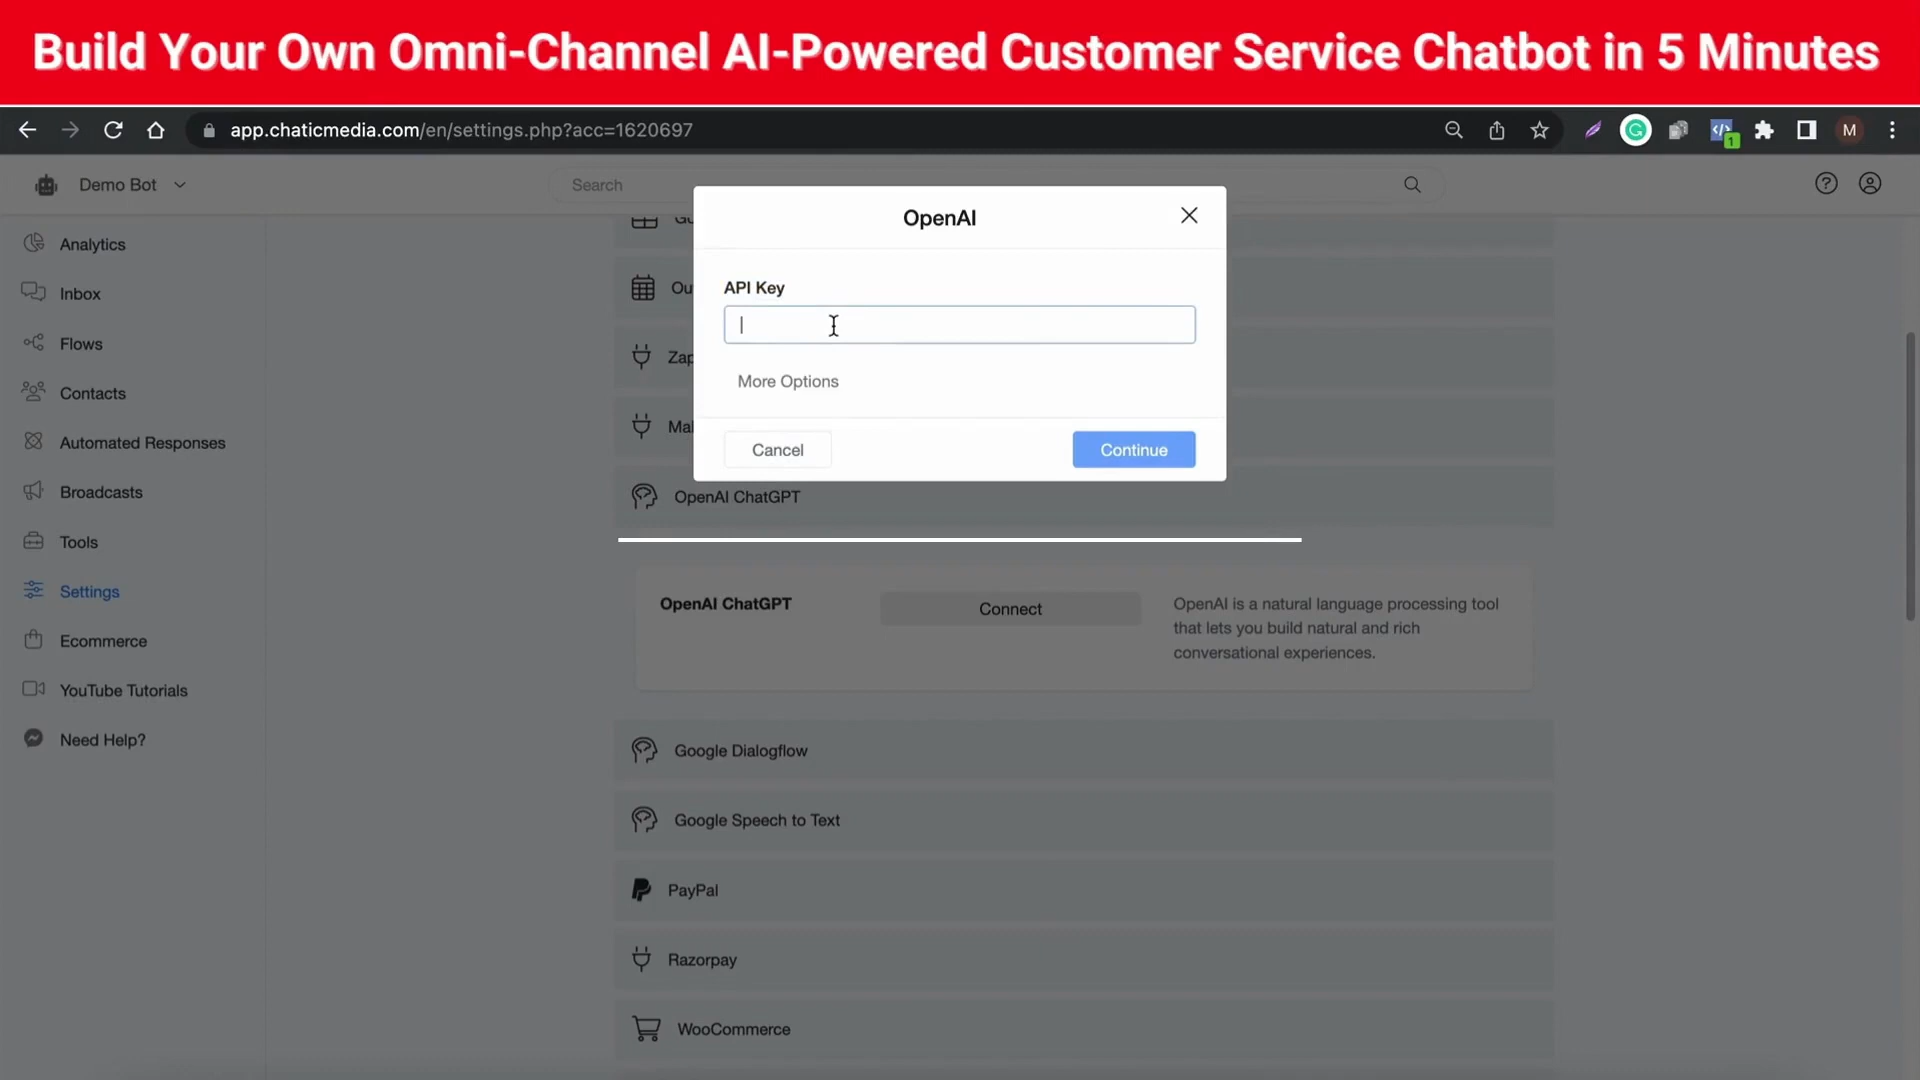 Build Your Own Omni-Channel AI-Powered Customer Service Chatbot in 5 Minutes
app.chaticmedia.com/en/settings.php?acc=1620697
1
M
Demo Bot
Search
OpenAI
API Key
More Options
Cancel
Continue
Analytics
Inbox
Flows
Contacts
Automated Responses
Broadcasts
Tools
Settings
Ecommerce
YouTube Tutorials
Need Help?
Ou
Zap
OpenAI ChatGPT
OpenAI ChatGPT
Connect
OpenAI is a natural language processing tool
that lets you build natural and rich
conversational experiences.
Google Dialogflow
Google Speech to Text
PayPal
Razorpay
WooCommerce